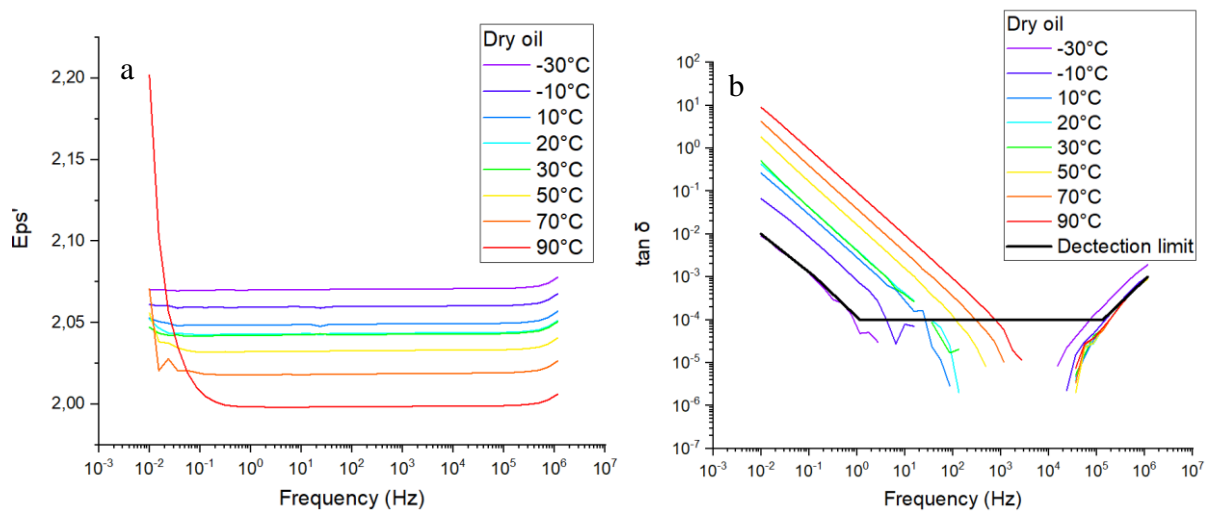 a
Dry oil
-30°C
-10°C
10°C
20°C
30°C
50°C
70°C
90°C
2,20
2,15
2,10
2,05
2,00
Eps'
10⁻³ 10⁻² 10⁻¹ 10⁰ 10¹ 10² 10³ 10⁴ 10⁵ 10⁶ 10⁷
Frequency (Hz)
b
Dry oil
-30°C
-10°C
10°C
20°C
30°C
50°C
70°C
90°C
Dectection limit
10²
10¹
10⁰
10⁻¹
10⁻²
10⁻³
10⁻⁴
10⁻⁵
10⁻⁶
10⁻⁷
tan δ
10⁻³ 10⁻² 10⁻¹ 10⁰ 10¹ 10² 10³ 10⁴ 10⁵ 10⁶ 10⁷
Frequency (Hz)